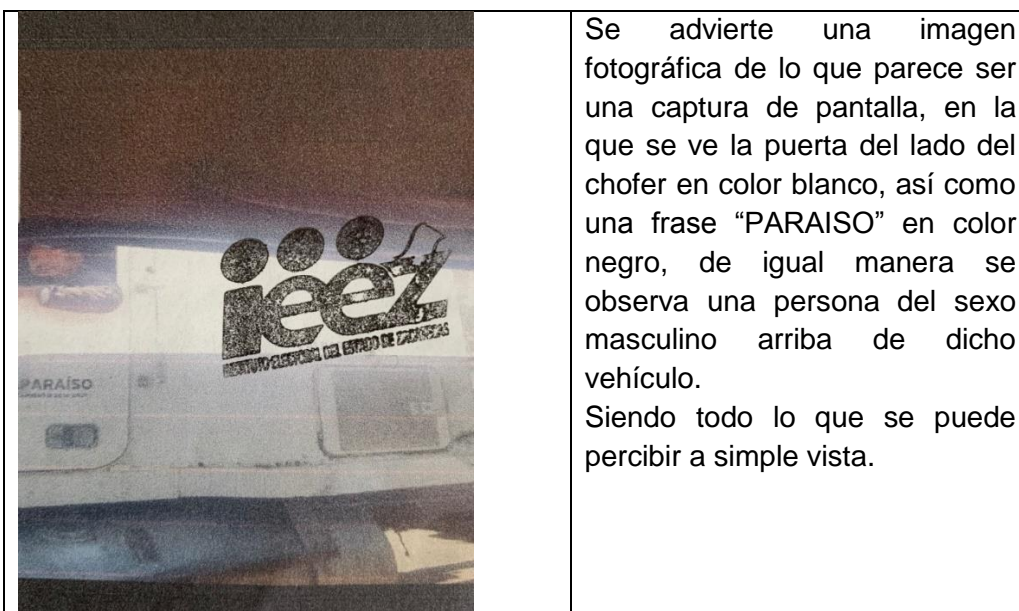 Se advierte una imagen
fotográfica de lo que parece ser
una captura de pantalla, en la
que se ve la puerta del lado del
chofer en color blanco, así como
una frase “PARAISO” en color
negro, de igual manera se
observa una persona del sexo
masculino arriba de dicho
vehículo.
Siendo todo lo que se puede
percibir a simple vista.
ieez
INSTITUTO ELECTORAL DEL ESTADO DE ZACATECAS
PARAÍSO